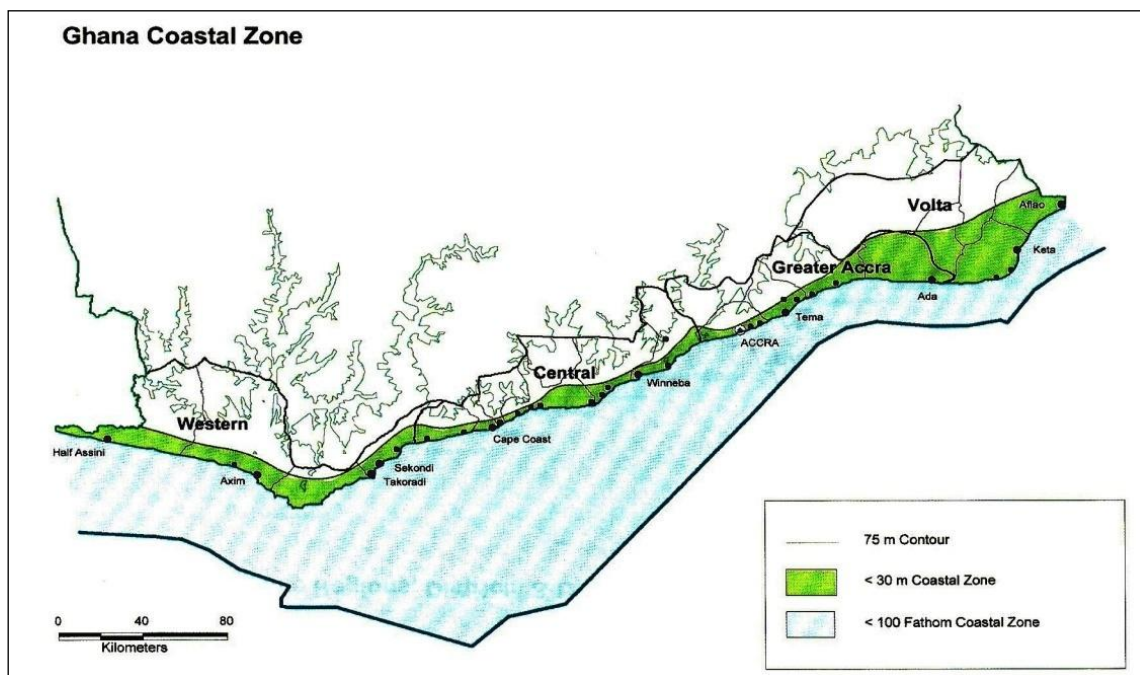 Ghana Coastal Zone
Volta
Aflao
Keta
Greater Accra
Ada
Tema
ACCRA
Central
Winneba
Western
Cape Coast
Half Assini
Sekondi
Axim
Takoradi
75 m Contour
< 30 m Coastal Zone
< 100 Fathom Coastal Zone
0 40 80
Kilometers